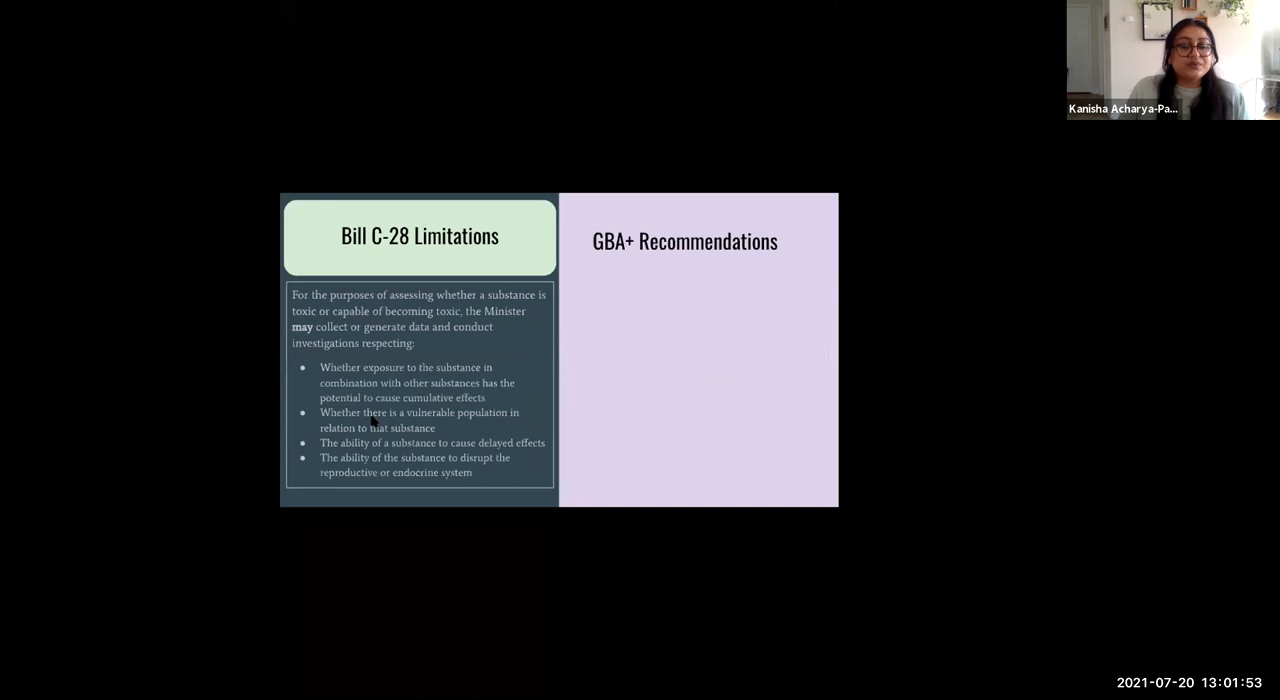 Kanisha Acharya-Pa...
Bill C-28 Limitations
For the purposes of assessing whether a substance is
toxic or capable of becoming toxic, the Minister
may collect or generate data and conduct
investigations respecting:
● Whether exposure to the substance in
combination with other substances has the
potential to cause cumulative effects
● Whether there is a vulnerable population in
relation to that substance
● The ability of a substance to cause delayed effects
● The ability of the substance to disrupt the
reproductive or endocrine system
GBA+ Recommendations
2021-07-20 13:01:53